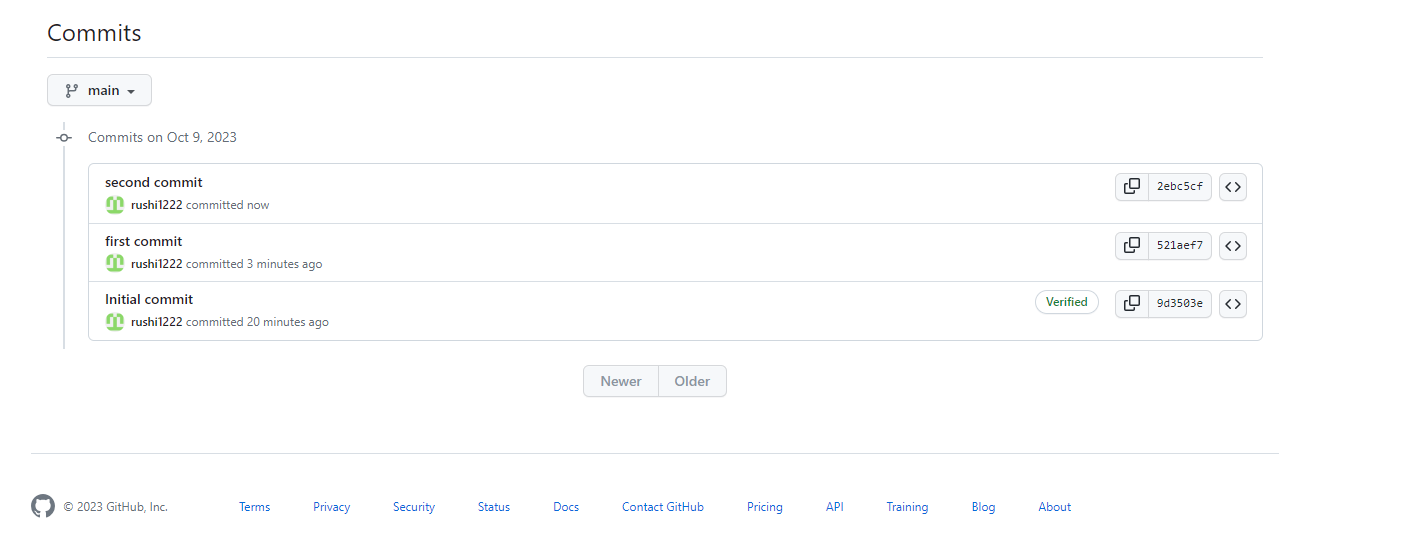 Commits
main
Commits on Oct 9, 2023
second commit
2ebc5cf
rushi1222 committed now
first commit
521aef7
rushi1222 committed 3 minutes ago
Initial commit
Verified
9d3503e
rushi1222 committed 20 minutes ago
Newer Older
© 2023 GitHub, Inc. Terms Privacy Security Status Docs Contact GitHub Pricing API Training Blog About